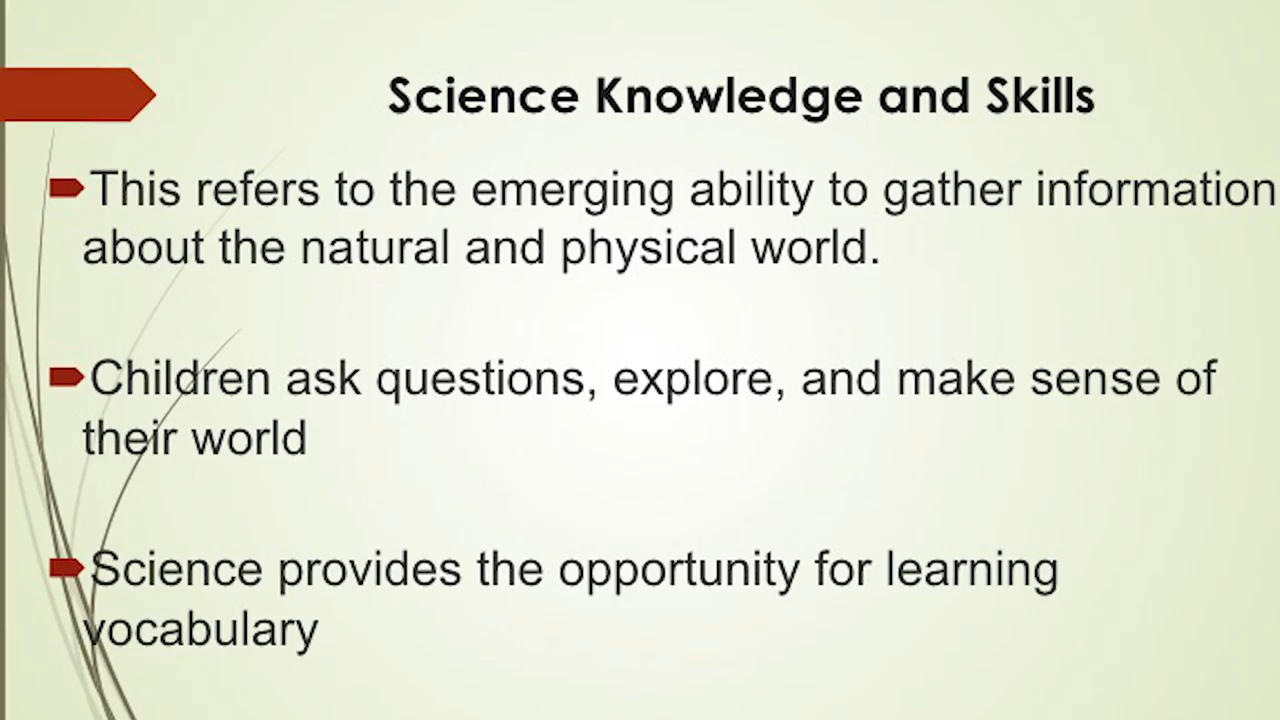 Science Knowledge and Skills
This refers to the emerging ability to gather information
about the natural and physical world.
Children ask questions, explore, and make sense of
their world
Science provides the opportunity for learning
vocabulary